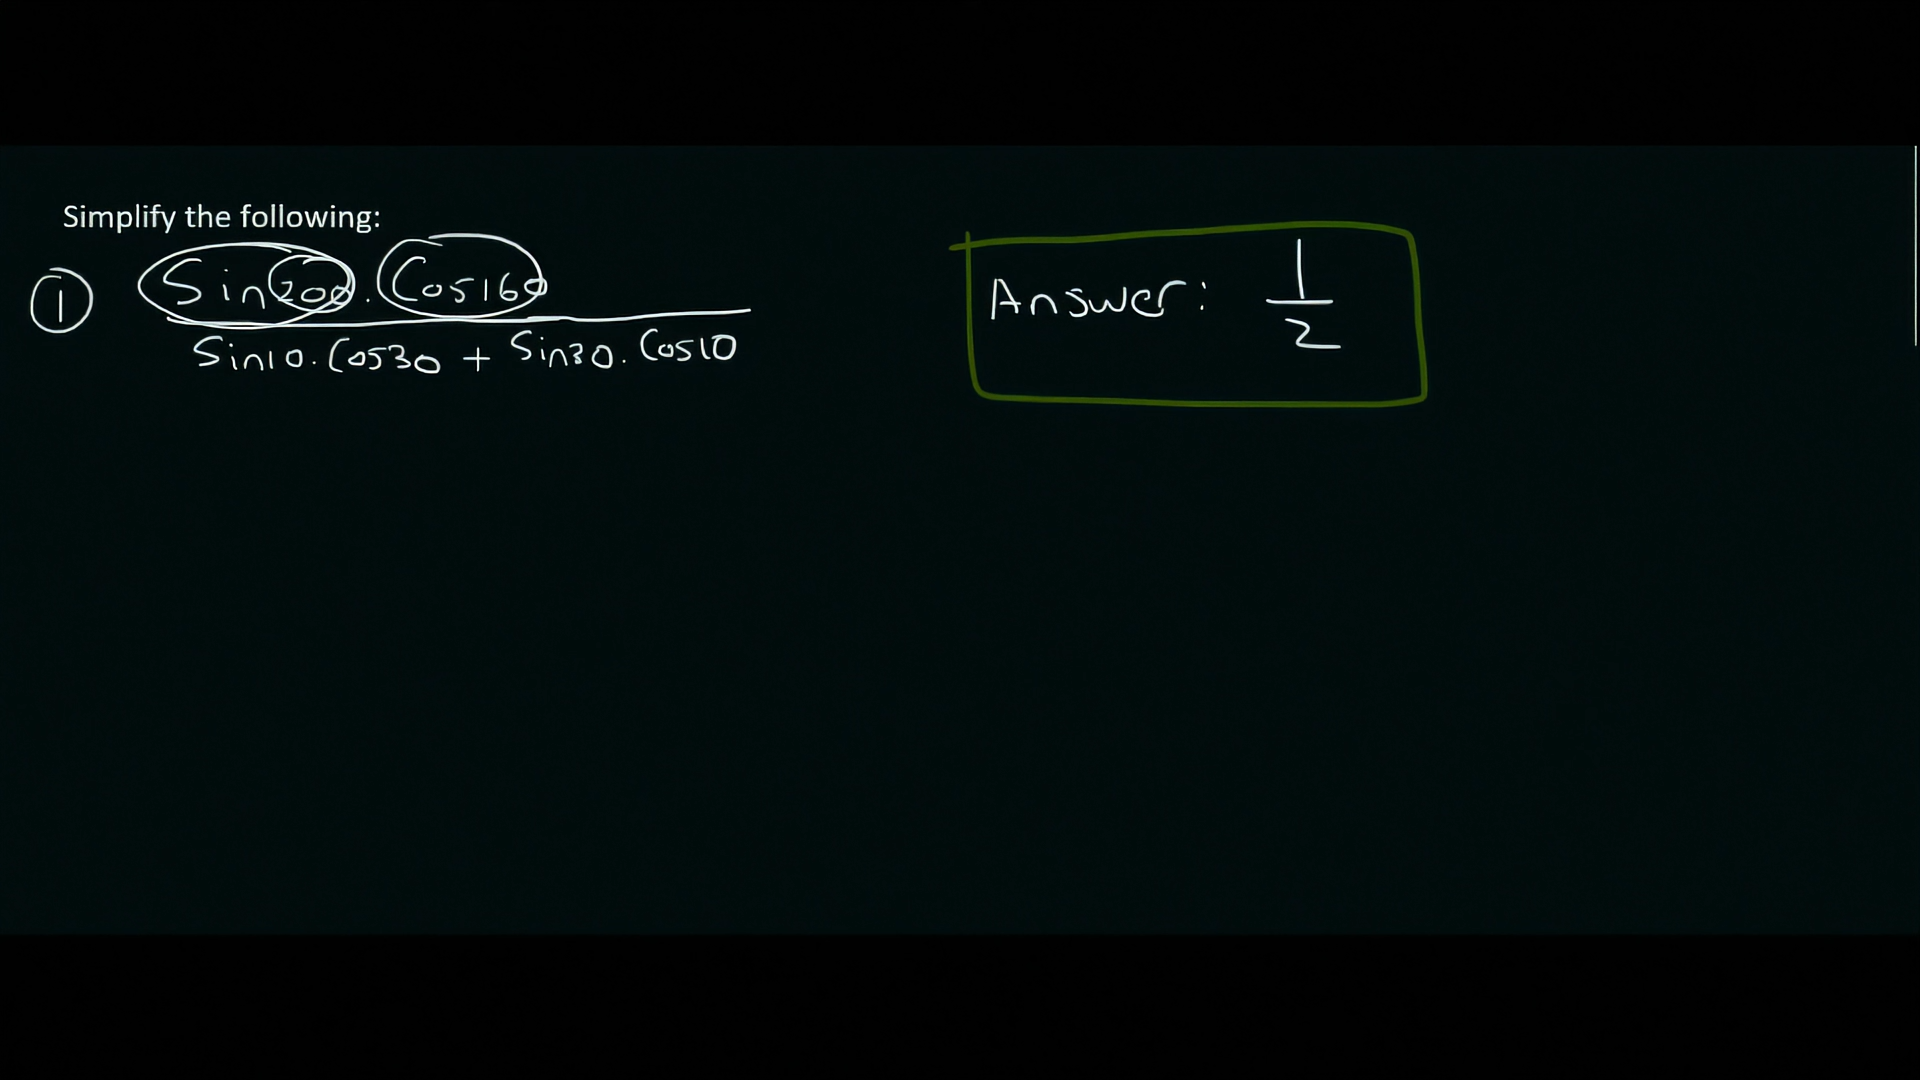 Simplify the following:
1 Sin200.Cos160
Sin10.Cos30 + Sin30.Cos10
Answer: 1/2